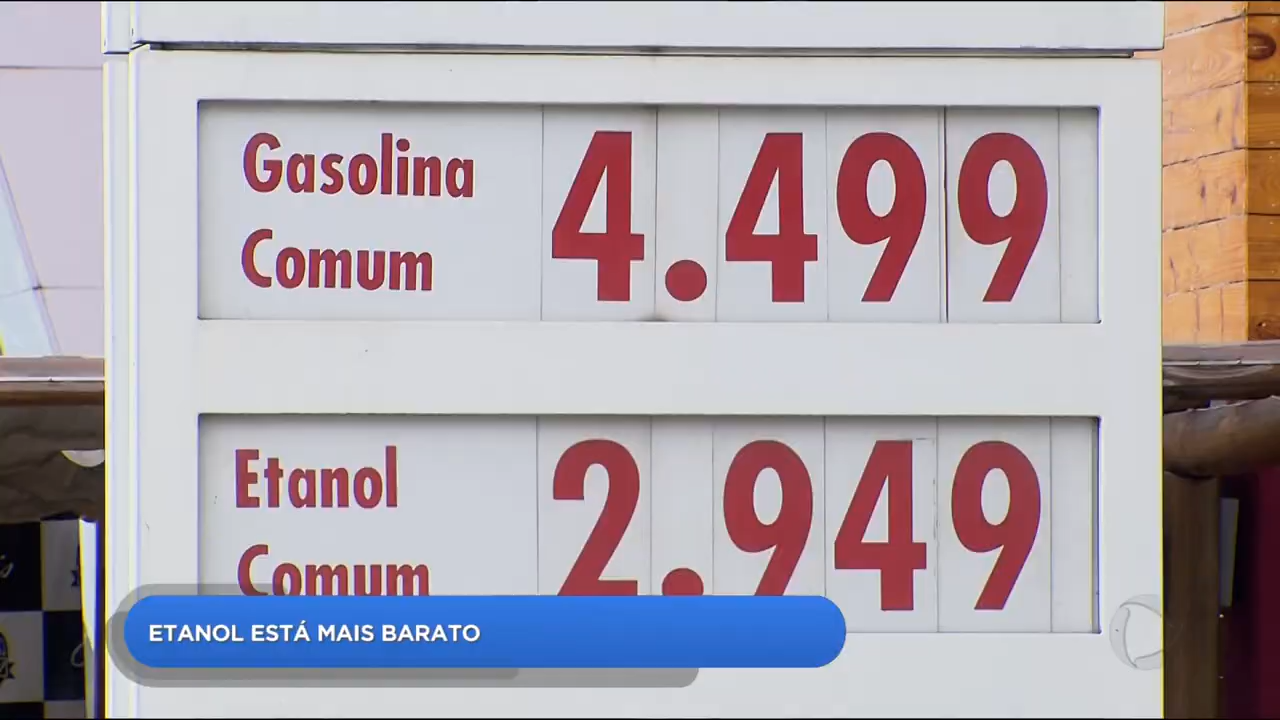 Gasolina
Comum
4.499
Etanol
Comum
2.949
ETANOL ESTÁ MAIS BARATO